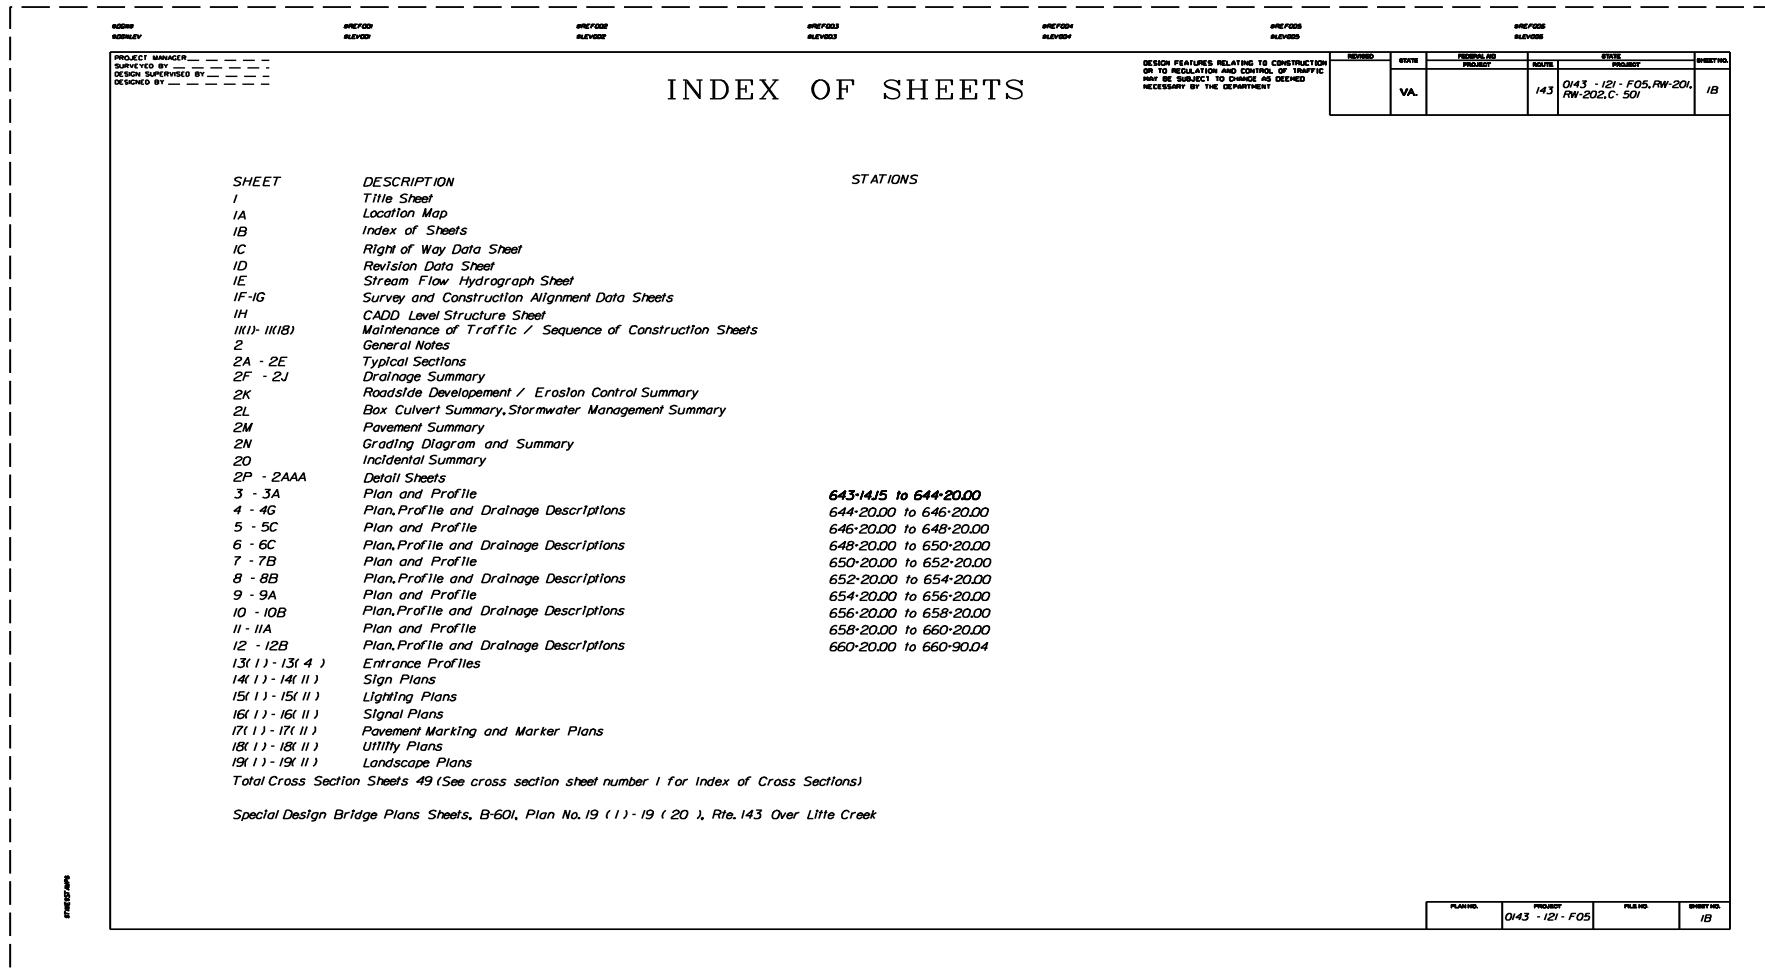 PROJECT MANAGER
SURVEYED BY
DESIGN SUPERVISED BY
DESIGNED BY
INDEX OF SHEETS
DESIGN FEATURES RELATING TO CONSTRUCTION
OR TO REGULATION AND CONTROL OF TRAFFIC
MAY BE SUBJECT TO CHANGE AS DEEMED
NECESSARY BY THE DEPARTMENT
REVISED STATE FEDERAL AID PROJECT STATE ROUTE PROJECT SHEET NO.
VA. 143 0143 - 121 - F05, RW-201, 1B
RW-202, C- 501
SHEET DESCRIPTION STATIONS
1 Title Sheet
1A Location Map
1B Index of Sheets
1C Right of Way Data Sheet
1D Revision Data Sheet
1E Stream Flow Hydrograph Sheet
1F-1G Survey and Construction Alignment Data Sheets
1H CADD Level Structure Sheet
1I(1)- 1I(18) Maintenance of Traffic / Sequence of Construction Sheets
2 General Notes
2A - 2E Typical Sections
2F - 2J Drainage Summary
2K Roadside Developement / Erosion Control Summary
2L Box Culvert Summary, Stormwater Management Summary
2M Pavement Summary
2N Grading Diagram and Summary
2O Incidental Summary
2P - 2AAA Detail Sheets
3 - 3A Plan and Profile 643+14.15 to 644+20.00
4 - 4G Plan, Profile and Drainage Descriptions 644+20.00 to 646+20.00
5 - 5C Plan and Profile 646+20.00 to 648+20.00
6 - 6C Plan, Profile and Drainage Descriptions 648+20.00 to 650+20.00
7 - 7B Plan and Profile 650+20.00 to 652+20.00
8 - 8B Plan, Profile and Drainage Descriptions 652+20.00 to 654+20.00
9 - 9A Plan and Profile 654+20.00 to 656+20.00
10 - 10B Plan, Profile and Drainage Descriptions 656+20.00 to 658+20.00
11 - 11A Plan and Profile 658+20.00 to 660+20.00
12 - 12B Plan, Profile and Drainage Descriptions 660+20.00 to 660+90.04
13( 1 ) - 13( 4 ) Entrance Profiles
14( 1 ) - 14( 11 ) Sign Plans
15( 1 ) - 15( 11 ) Lighting Plans
16( 1 ) - 16( 11 ) Signal Plans
17( 1 ) - 17( 11 ) Pavement Marking and Marker Plans
18( 1 ) - 18( 11 ) Utility Plans
19( 1 ) - 19( 11 ) Landscape Plans
Total Cross Section Sheets 49 (See cross section sheet number 1 for Index of Cross Sections)
Special Design Bridge Plans Sheets, B-601, Plan No. 19 ( 1 ) - 19 ( 20 ), Rte. 143 Over Litte Creek
PLAN NO. PROJECT FILE NO. SHEET NO.
0143 - 121 - F05 1B